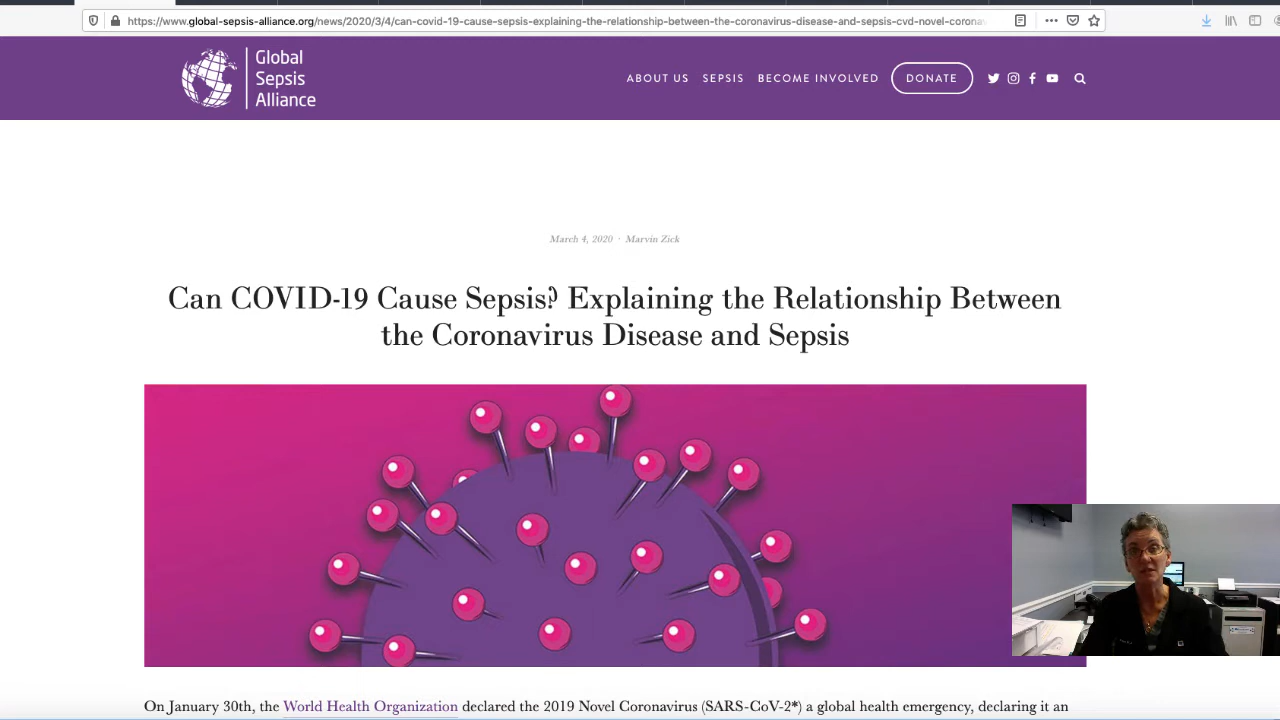 https://www.global-sepsis-alliance.org/news/2020/3/4/can-covid-19-cause-sepsis-explaining-the-relationship-between-the-coronavirus-disease-and-sepsis-cvd-novel-corona
Global
Sepsis
Alliance
ABOUT US SEPSIS BECOME INVOLVED DONATE
March 4, 2020 · Marvin Zick
Can COVID-19 Cause Sepsis? Explaining the Relationship Between
the Coronavirus Disease and Sepsis
On January 30th, the World Health Organization declared the 2019 Novel Coronavirus (SARS-CoV-2*) a global health emergency, declaring it an